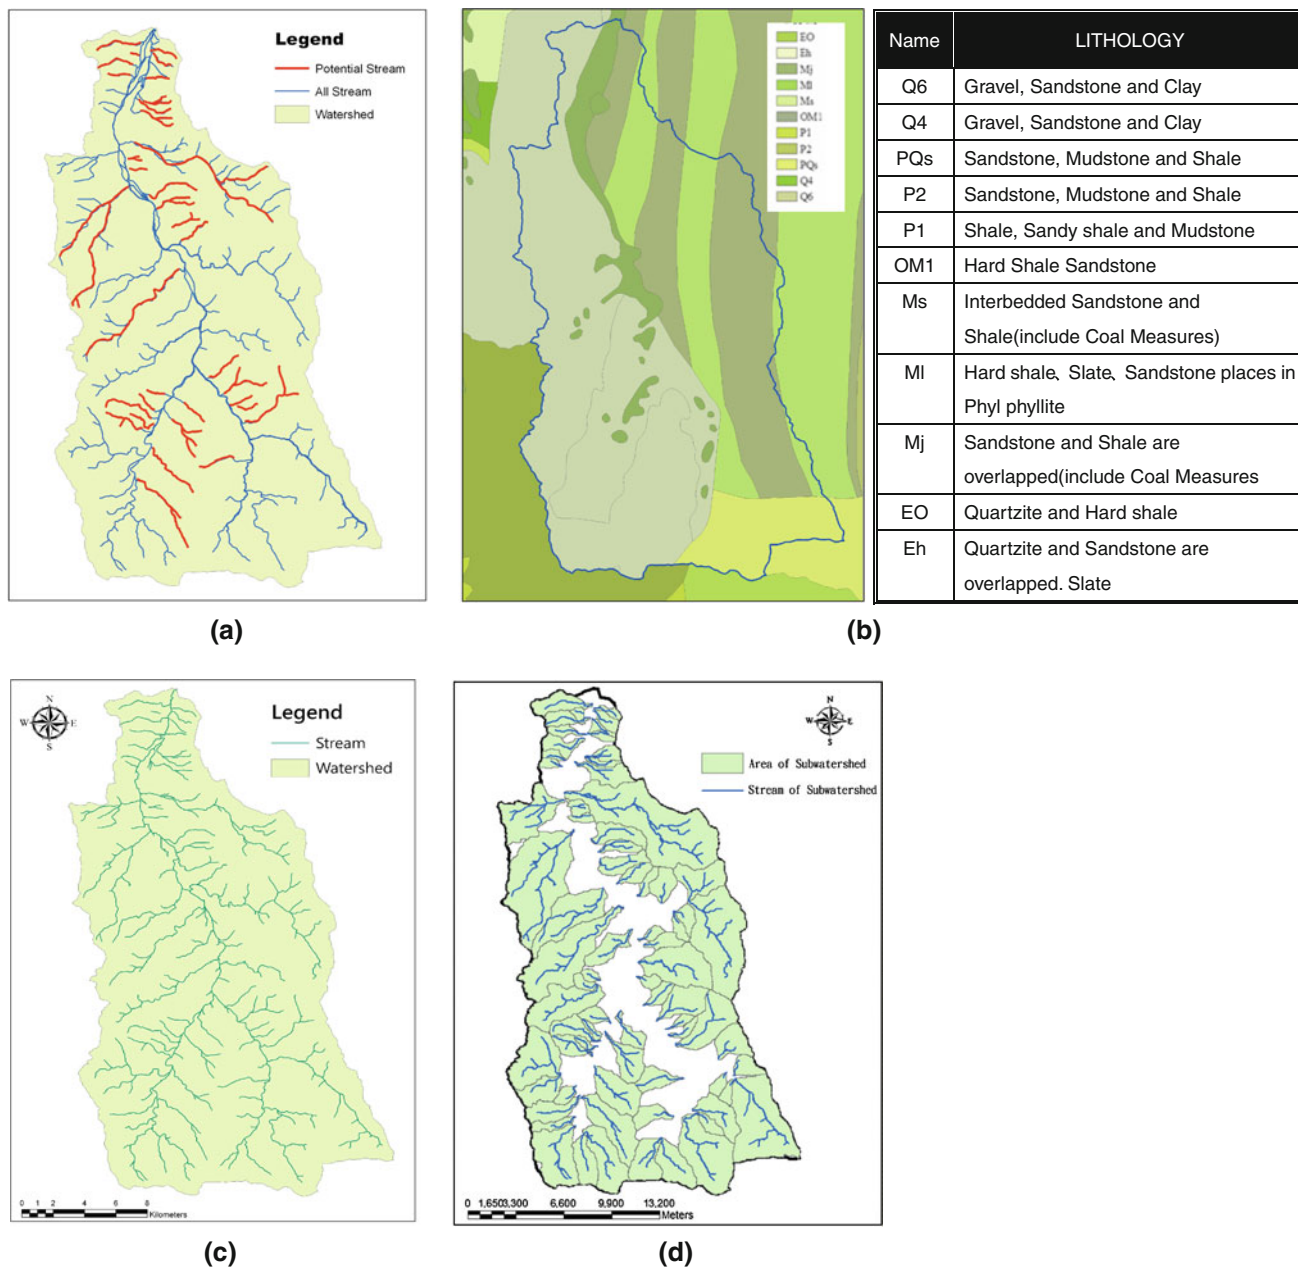 Legend
Potential Stream
All Stream
Watershed
(a)
EO
Eh
Mj
Ml
Ms
OM1
P1
P2
PQs
Q4
Q6
Name LITHOLOGY
Q6 Gravel, Sandstone and Clay
Q4 Gravel, Sandstone and Clay
PQs Sandstone, Mudstone and Shale
P2 Sandstone, Mudstone and Shale
P1 Shale, Sandy shale and Mudstone
OM1 Hard Shale Sandstone
Ms Interbedded Sandstone and
Shale(include Coal Measures)
Ml Hard shale、Slate、Sandstone places in
Phyl phyllite
Mj Sandstone and Shale are
overlapped(include Coal Measures
EO Quartzite and Hard shale
Eh Quartzite and Sandstone are
overlapped. Slate
(b)
N
W E
S
Legend
Stream
Watershed
0 1 2 4 6 8
Kilometers
(c)
N
W E
S
Area of Subwatershed
Stream of Subwatershed
0 1,6503,300 6,600 9,900 13,200
Meters
(d)